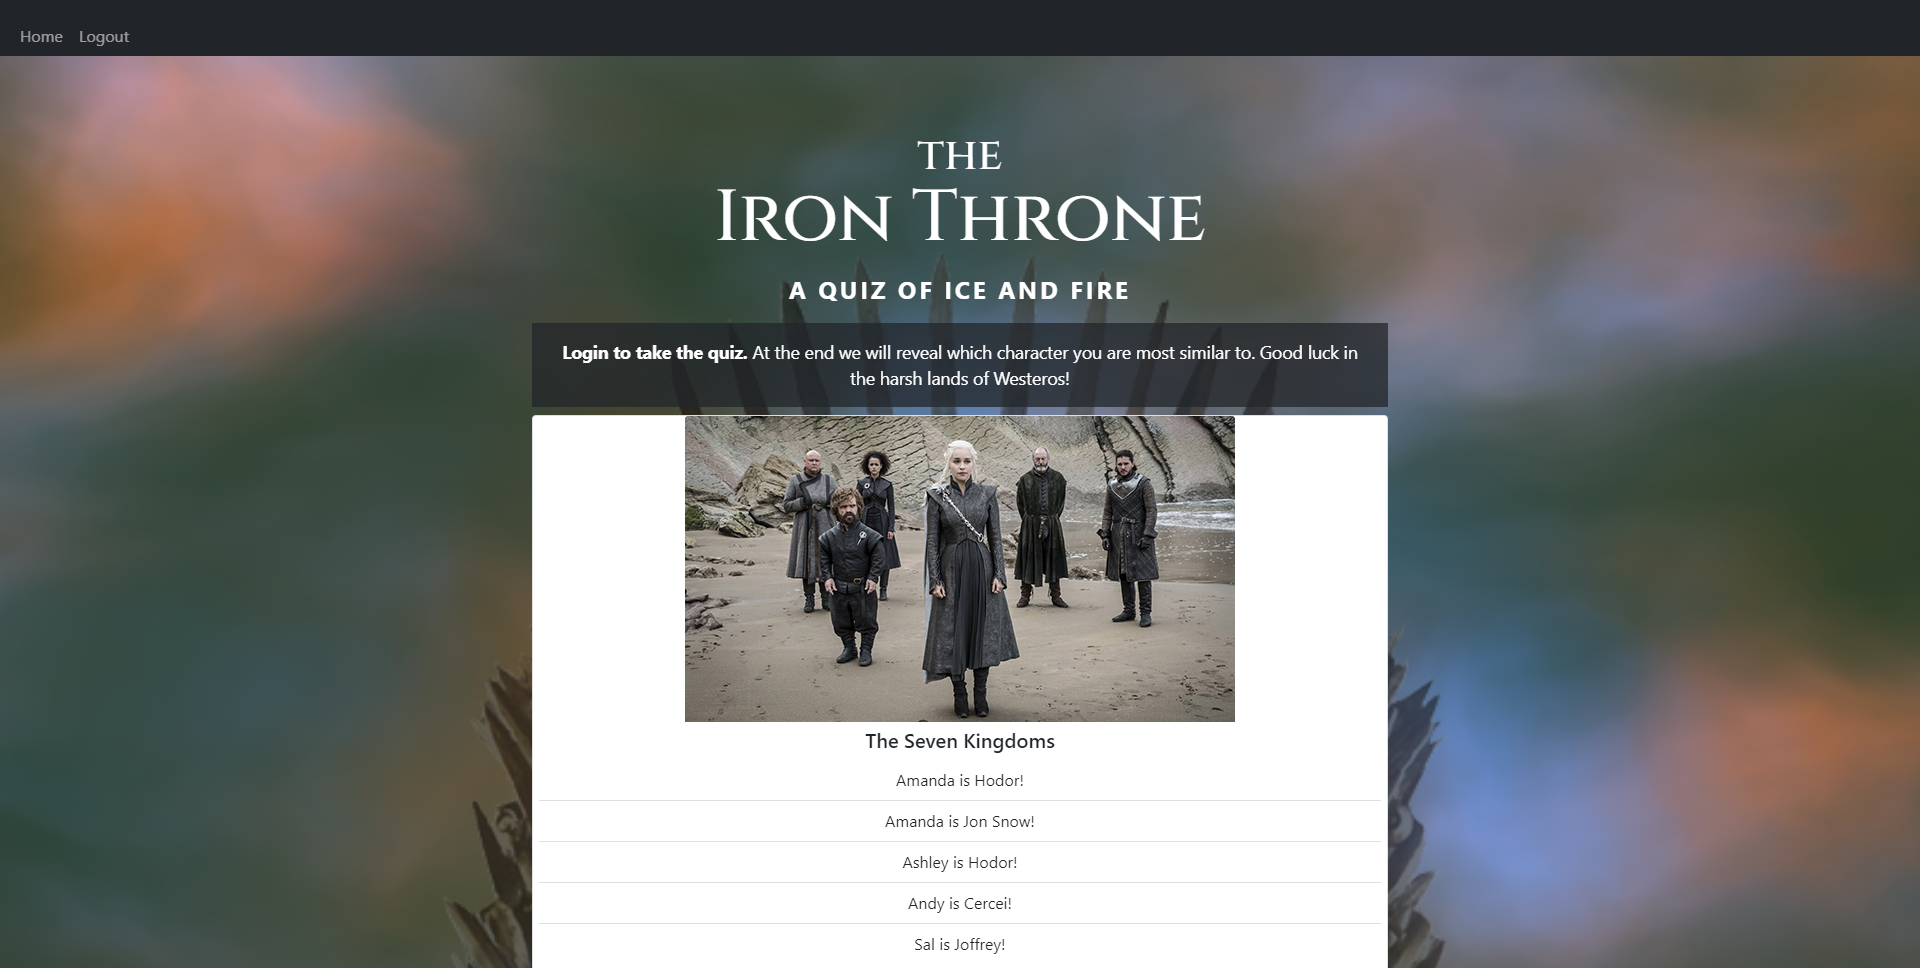 Home Logout
THE
IRON THRONE
A QUIZ OF ICE AND FIRE
Login to take the quiz. At the end we will reveal which character you are most similar to. Good luck in
the harsh lands of Westeros!
The Seven Kingdoms
Amanda is Hodor!
Amanda is Jon Snow!
Ashley is Hodor!
Andy is Cercei!
Sal is Joffrey!